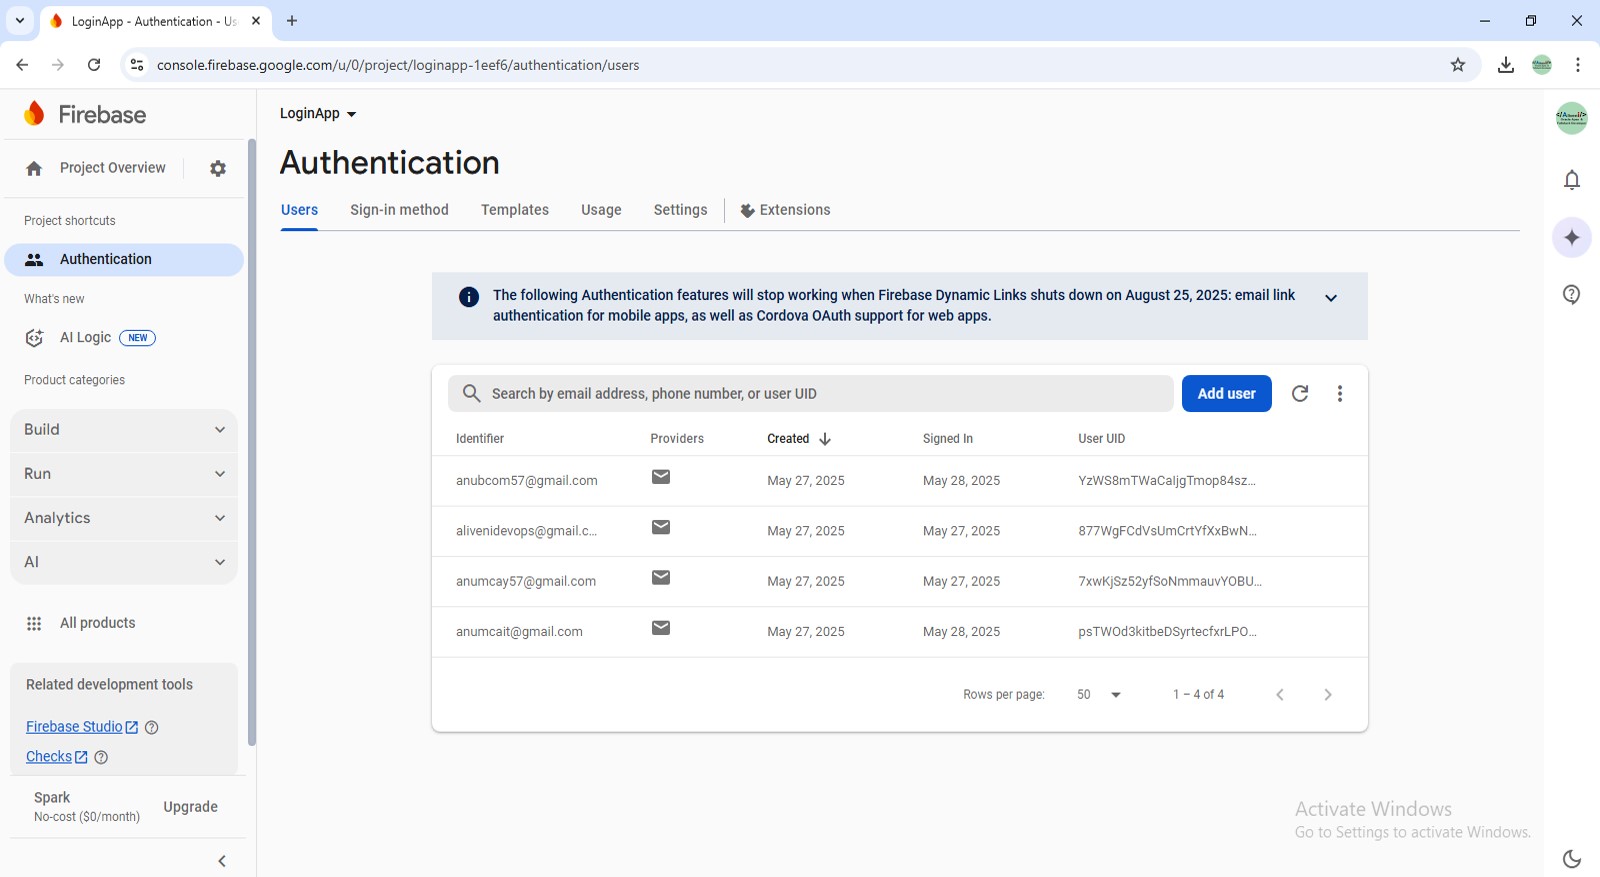 LoginApp - Authentication - Us
console.firebase.google.com/u/0/project/loginapp-1eef6/authentication/users
Firebase
Project Overview
Project shortcuts
Authentication
What's new
AI Logic NEW
Product categories
Build
Run
Analytics
AI
All products
Related development tools
Firebase Studio
Checks
Spark
No-cost ($0/month)
Upgrade
LoginApp
Authentication
Users Sign-in method Templates Usage Settings Extensions
The following Authentication features will stop working when Firebase Dynamic Links shuts down on August 25, 2025: email link
authentication for mobile apps, as well as Cordova OAuth support for web apps.
Search by email address, phone number, or user UID Add user
Identifier Providers Created Signed In User UID
anubcom57@gmail.com May 27, 2025 May 28, 2025 YzWS8mTWaCaIjgTmop84sz...
alivenidevops@gmail.c... May 27, 2025 May 27, 2025 877WgFCdVsUmCrtYfXxBwN...
anumcay57@gmail.com May 27, 2025 May 27, 2025 7xwKjSz52yfSoNmmauvYOBU...
anumcait@gmail.com May 27, 2025 May 28, 2025 psTWOd3kitbeDSyrtecfxrLPO...
Rows per page: 50 1 – 4 of 4
Activate Windows
Go to Settings to activate Windows.